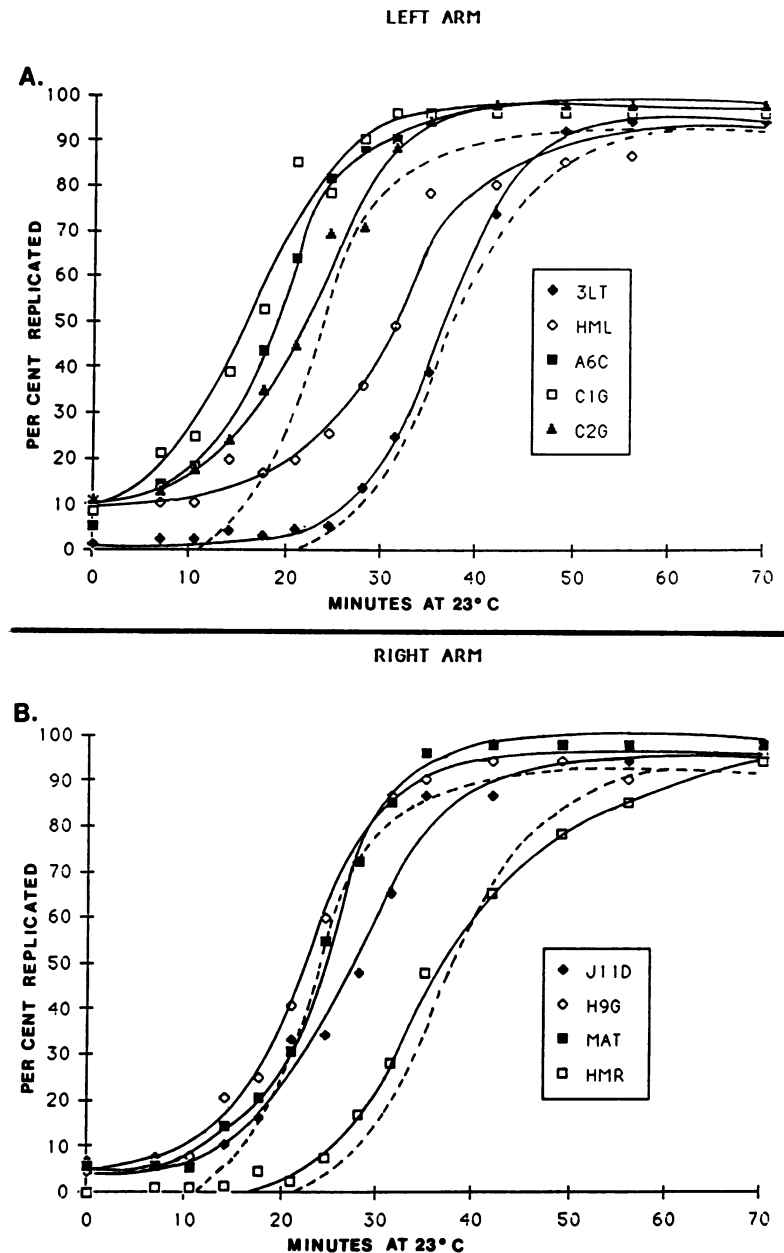 LEFT ARM
A.
PER CENT REPLICATED
100
90
80
70
60
50
40
30
20
10
0
3LT
HML
A6C
C1G
C2G
0 10 20 30 40 50 60 70
MINUTES AT 23° C
RIGHT ARM
B.
PER CENT REPLICATED
100
90
80
70
60
50
40
30
20
10
0
J11D
H9G
MAT
HMR
0 10 20 30 40 50 60 70
MINUTES AT 23° C